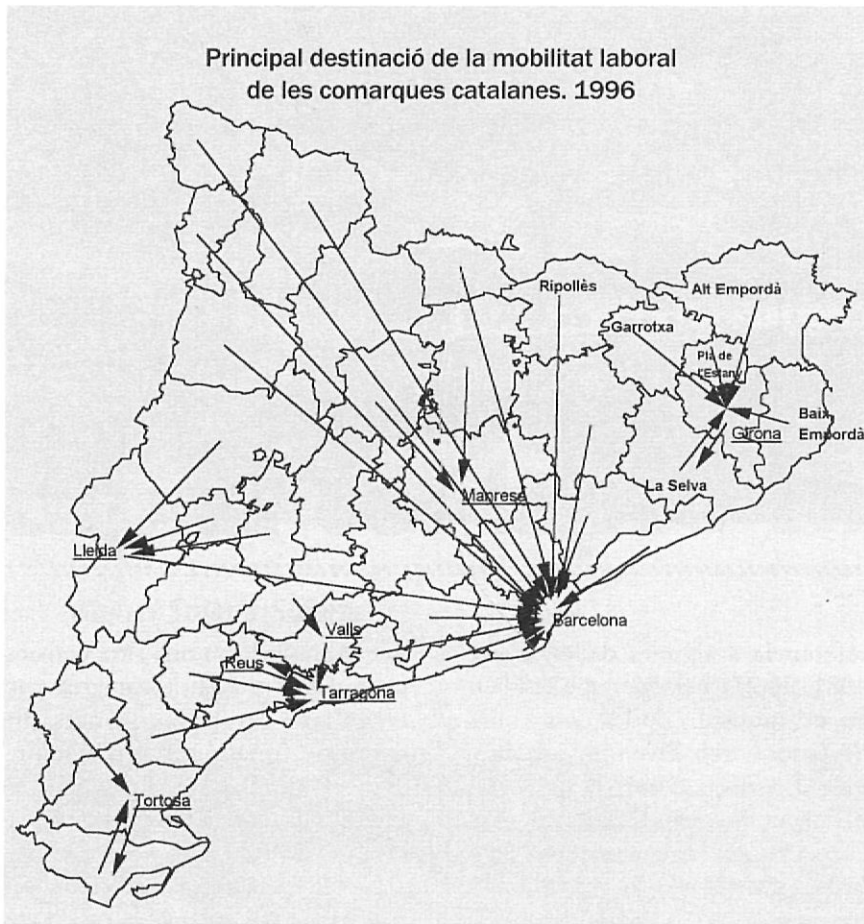 Principal destinació de la mobilitat laboral
de les comarques catalanes. 1996
Ripollès
Alt Empordà
Garrotxa
Pla de
l'Estany
Baix
Empordà
Girona
La Selva
Manresa
Lleida
Barcelona
Valls
Reus
Tarragona
Tortosa